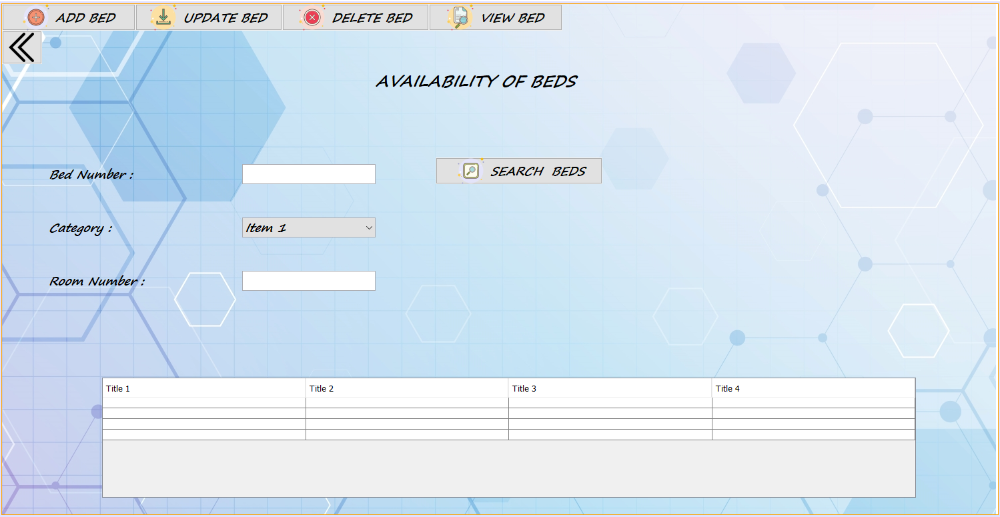 ADD BED UPDATE BED DELETE BED VIEW BED
AVAILABILITY OF BEDS
Bed Number : SEARCH BEDS
Category : Item 1
Room Number :
Title 1 Title 2 Title 3 Title 4